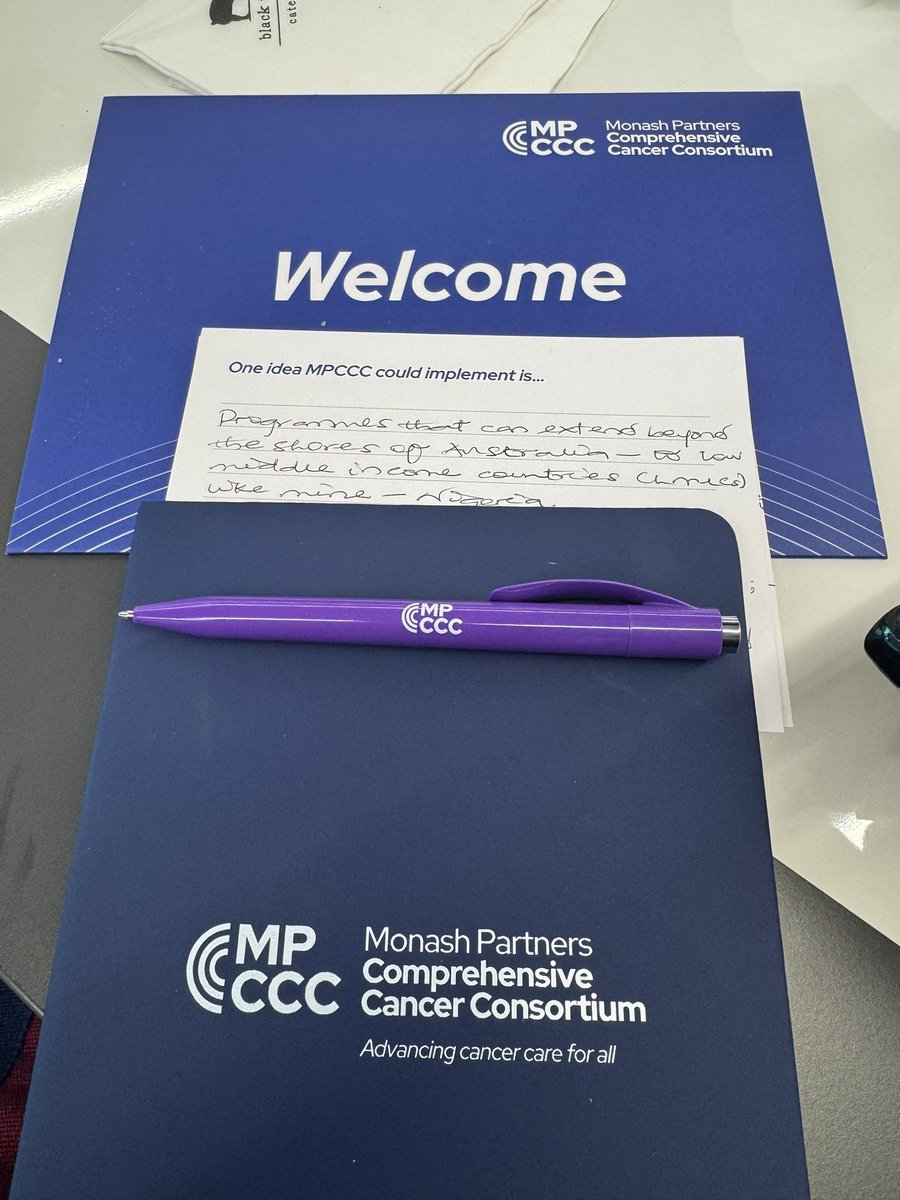 black
cate
MP
CCC
Monash Partners
Comprehensive
Cancer Consortium
Welcome
One idea MPCCC could implement is...
Programmes that can extend beyond
the shores of Australia – to low
middle income countries (LMICs)
like mine – Nigeria.
MP
CCC
MP
CCC
Monash Partners
Comprehensive
Cancer Consortium
Advancing cancer care for all